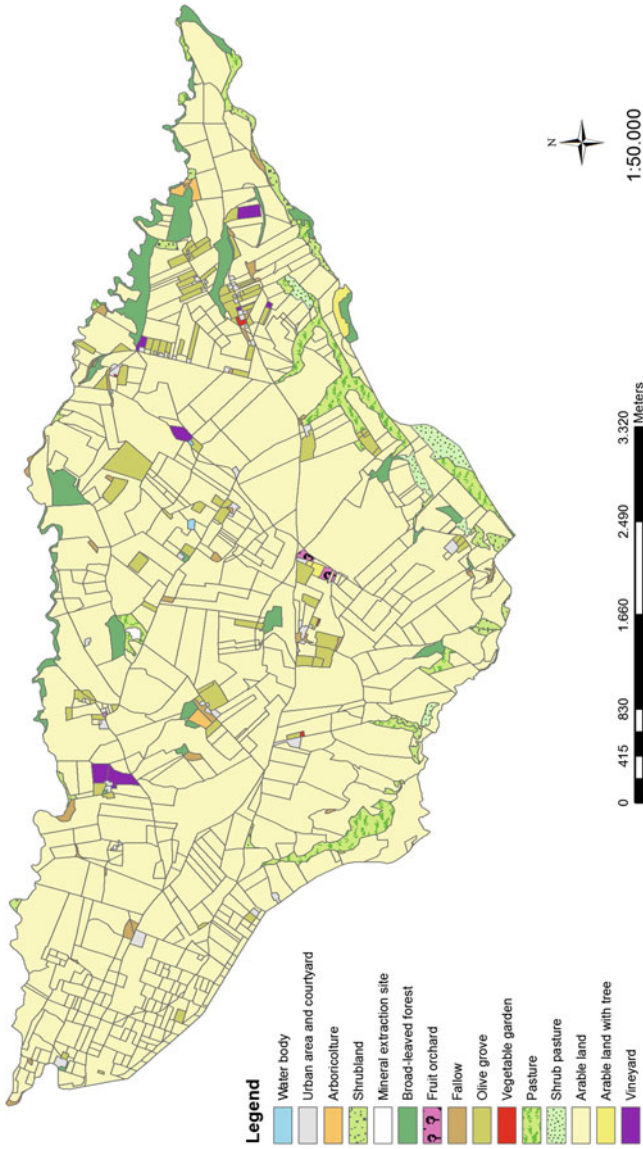 Legend
Water body
Urban area and courtyard
Arboricolture
Shrubland
Mineral extraction site
Broad-leaved forest
Fruit orchard
Fallow
Olive grove
Vegetable garden
Pasture
Shrub pasture
Arable land
Arable land with tree
Vineyard
0 415 830 1.660 2.490 3.320
Meters
N
1:50.000